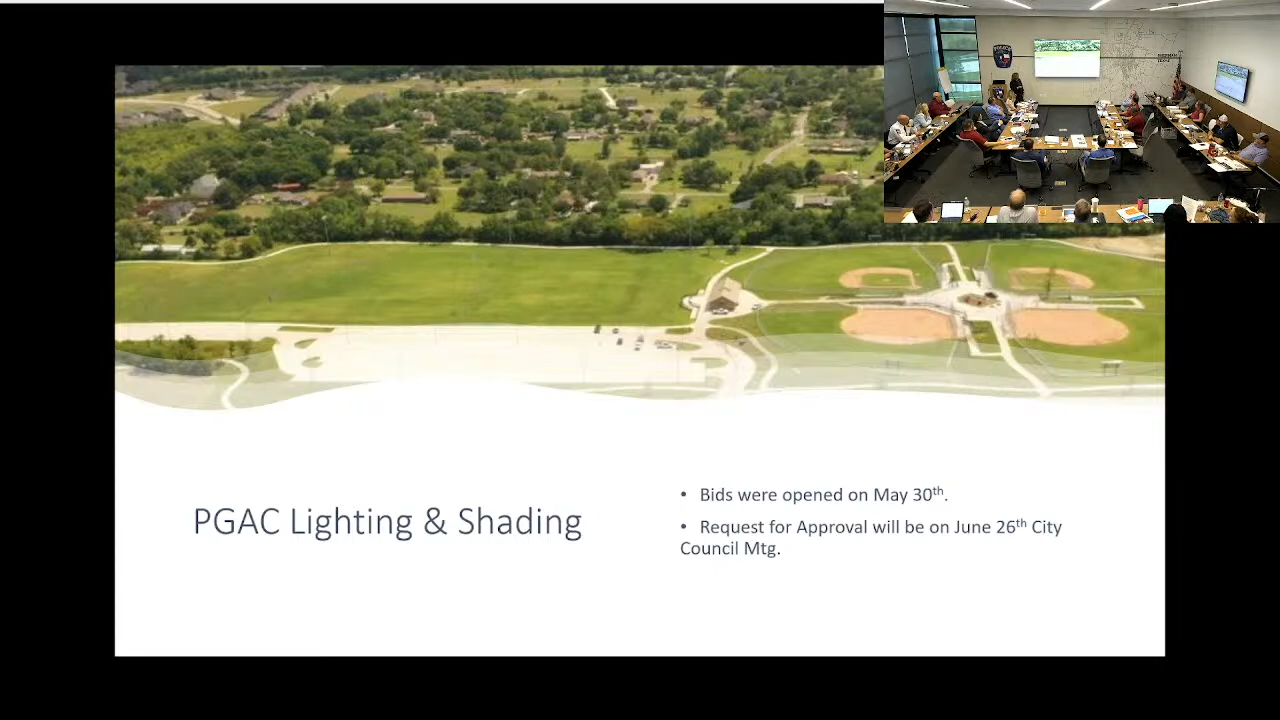 POLICE
PGAC Lighting & Shading
• Bids were opened on May 30th.
• Request for Approval will be on June 26th City
Council Mtg.